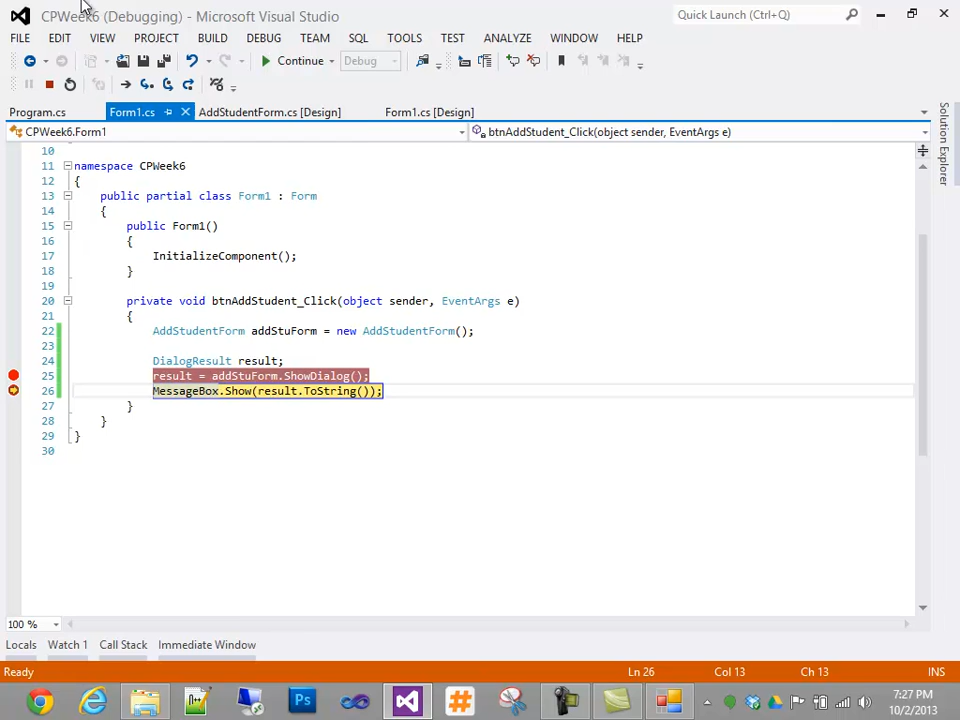 CPWeek6 (Debugging) - Microsoft Visual Studio
Quick Launch (Ctrl+Q)
FILE EDIT VIEW PROJECT BUILD DEBUG TEAM SQL TOOLS TEST ANALYZE WINDOW HELP
Continue Debug
Program.cs Form1.cs AddStudentForm.cs [Design] Form1.cs [Design]
CPWeek6.Form1 btnAddStudent_Click(object sender, EventArgs e)
Solution Explorer
10
11 namespace CPWeek6
12 {
13 public partial class Form1 : Form
14 {
15 public Form1()
16 {
17 InitializeComponent();
18 }
19
20 private void btnAddStudent_Click(object sender, EventArgs e)
21 {
22 AddStudentForm addStuForm = new AddStudentForm();
23
24 DialogResult result;
25 result = addStuForm.ShowDialog();
26 MessageBox.Show(result.ToString());
27 }
28 }
29 }
30
100 %
Locals Watch 1 Call Stack Immediate Window
Ready Ln 26 Col 13 Ch 13 INS
Ps
7:27 PM
10/2/2013